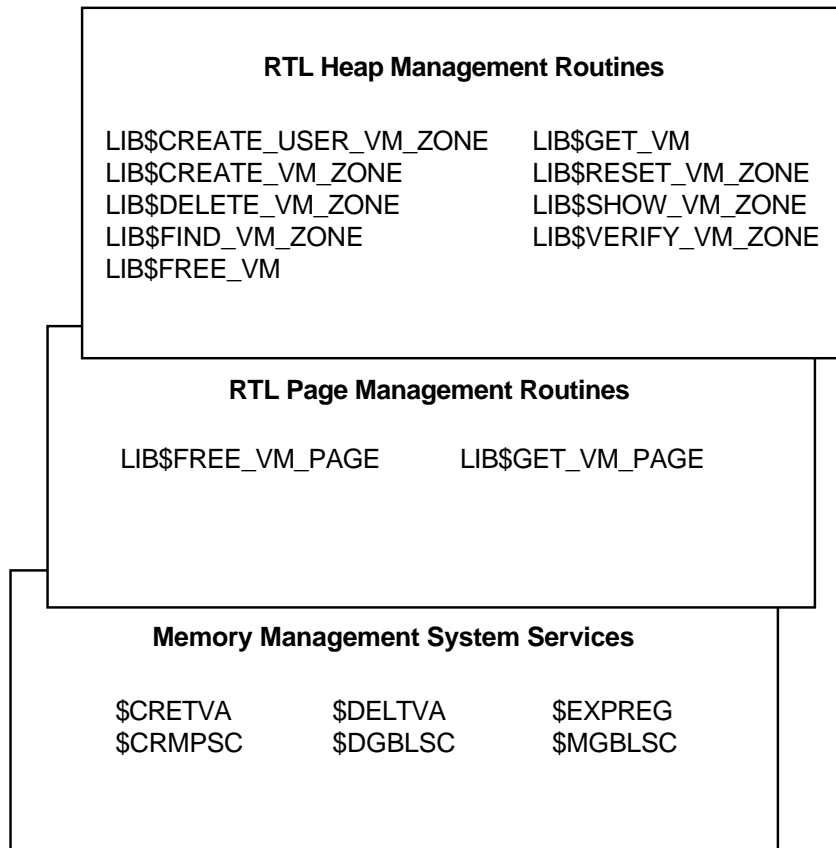 RTL Heap Management Routines
LIB$CREATE_USER_VM_ZONE LIB$GET_VM
LIB$CREATE_VM_ZONE LIB$RESET_VM_ZONE
LIB$DELETE_VM_ZONE LIB$SHOW_VM_ZONE
LIB$FIND_VM_ZONE LIB$VERIFY_VM_ZONE
LIB$FREE_VM
RTL Page Management Routines
LIB$FREE_VM_PAGE LIB$GET_VM_PAGE
Memory Management System Services
$CRETVA $DELTVA $EXPREG
$CRMPSC $DGBLSC $MGBLSC